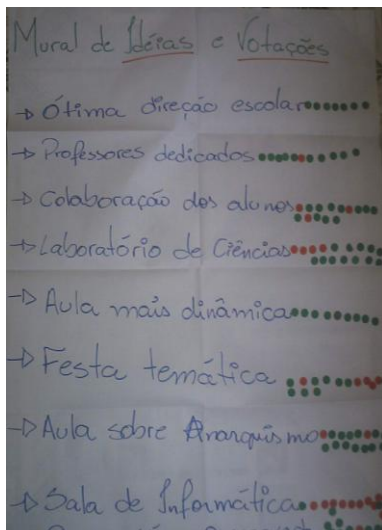 Mural de Idéias e Votações
→ Ótima direção escolar
→ Professores dedicados
→ Colaboração dos alunos
→ Laboratório de Ciências
→ Aula mais dinâmica
→ Festa temática
→ Aula sobre Anarquismo
→ Sala de Informática